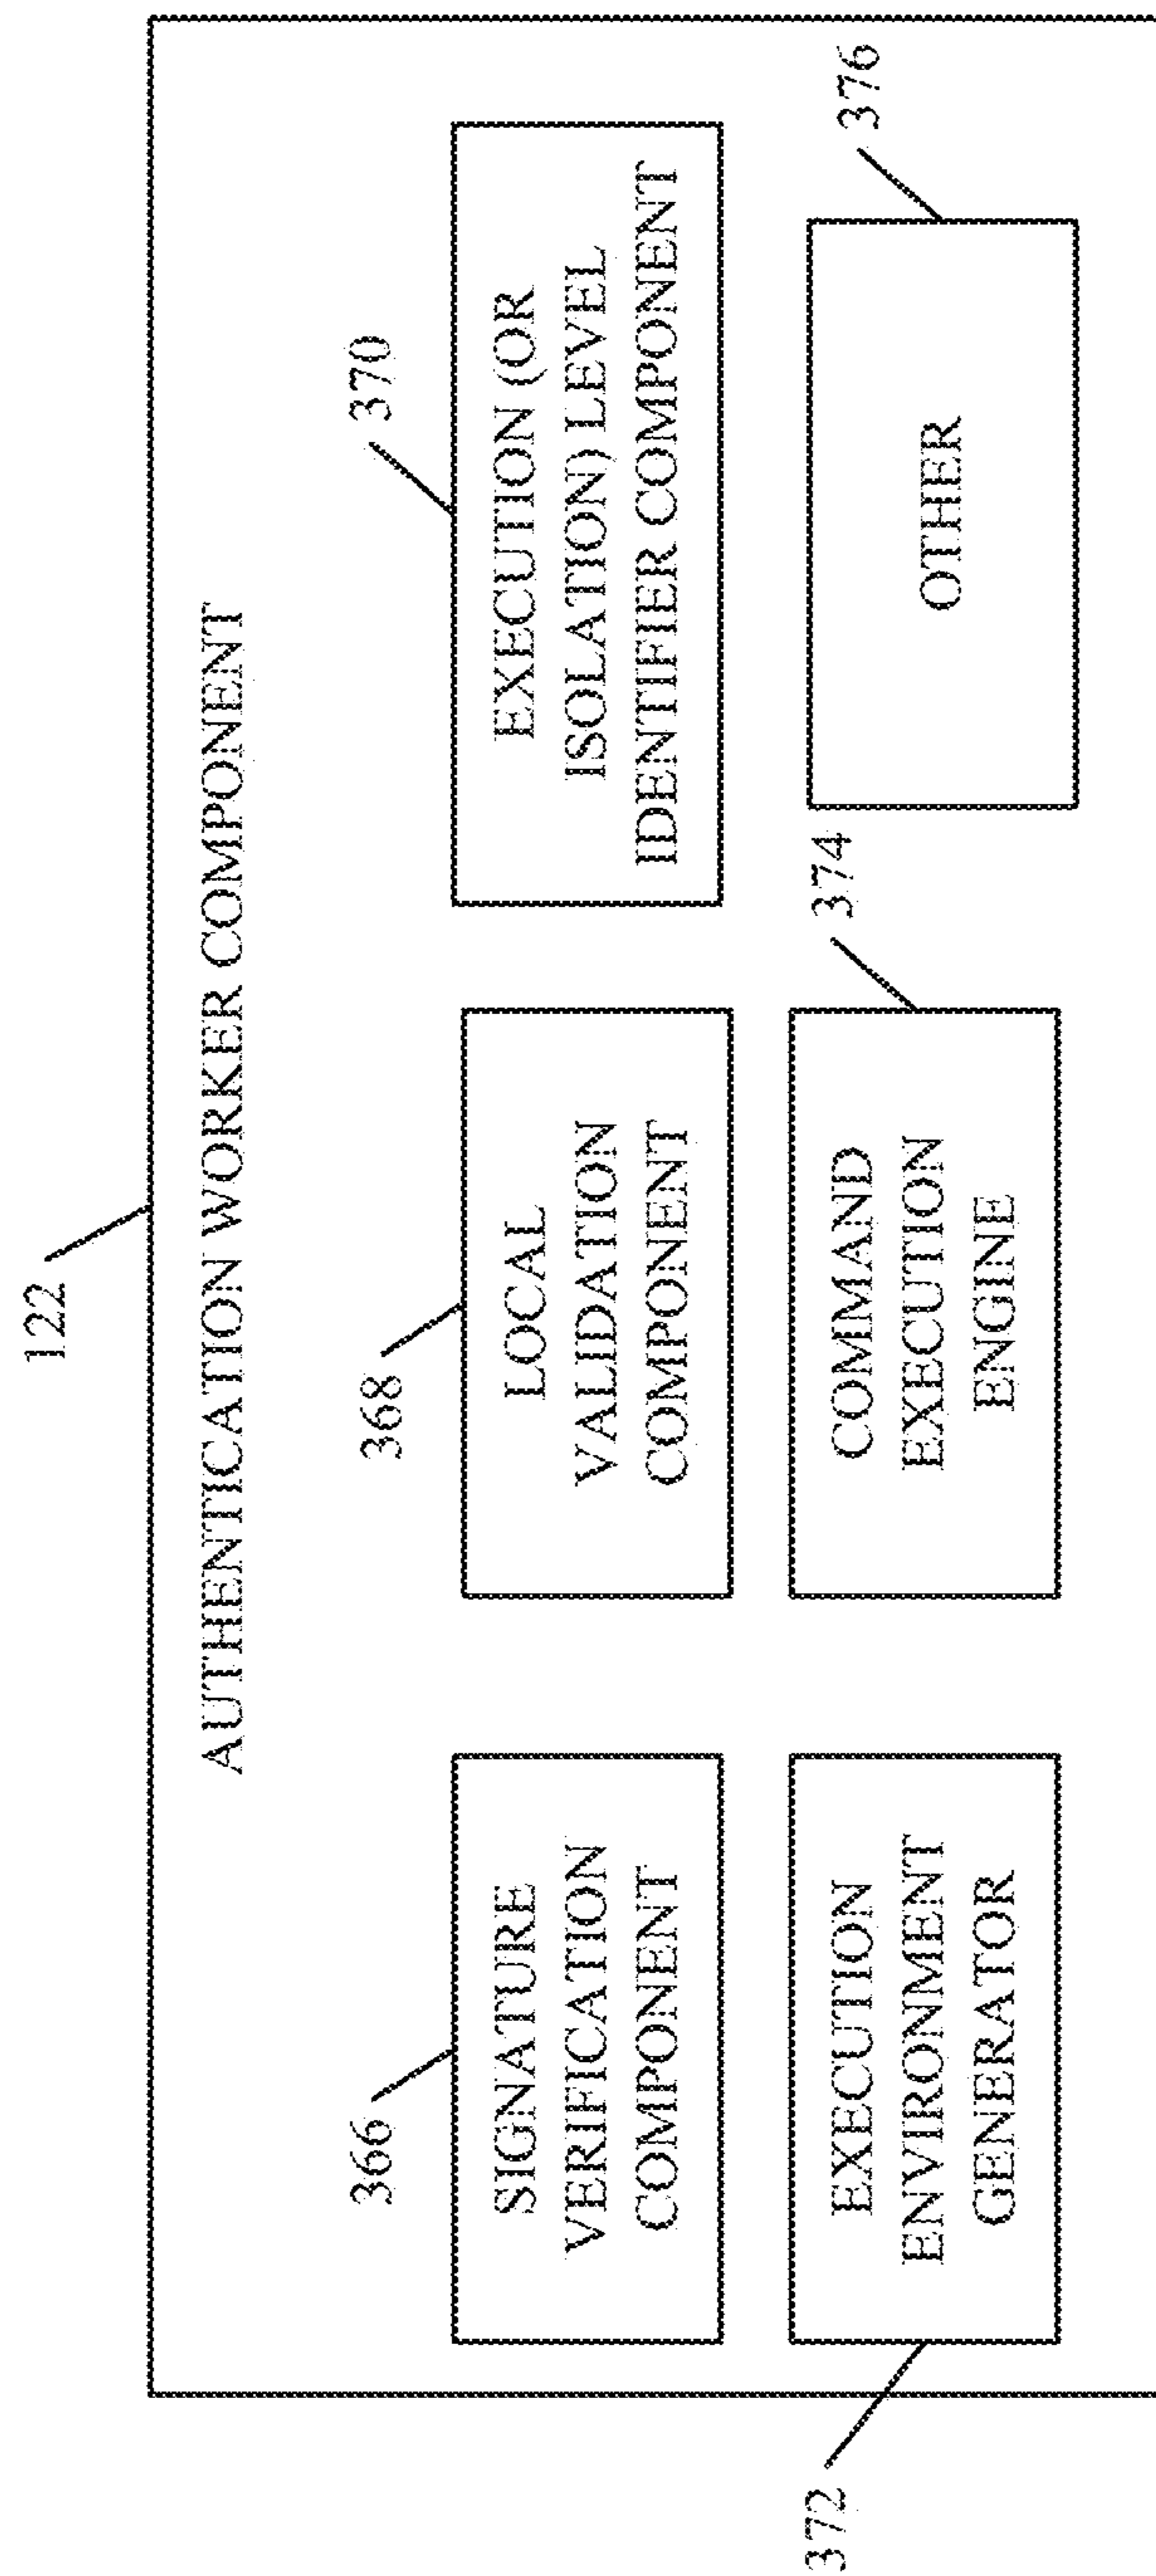 122
AUTHENTICATION WORKER COMPONENT
366
SIGNATURE
VERIFICATION
COMPONENT
368
LOCAL
VALIDATION
COMPONENT
370
EXECUTION (OR
ISOLATION) LEVEL
IDENTIFIER COMPONENT
372
EXECUTION
ENVIRONMENT
GENERATOR
374
COMMAND
EXECUTION
ENGINE
376
OTHER